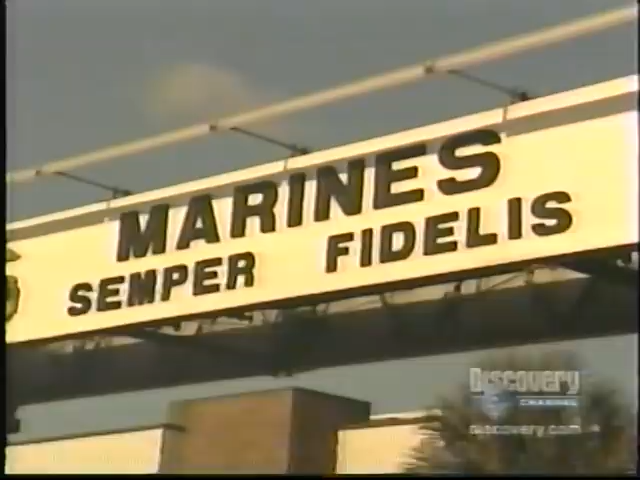 MARINES
SEMPER FIDELIS
Discovery
CHANNEL
discovery.com